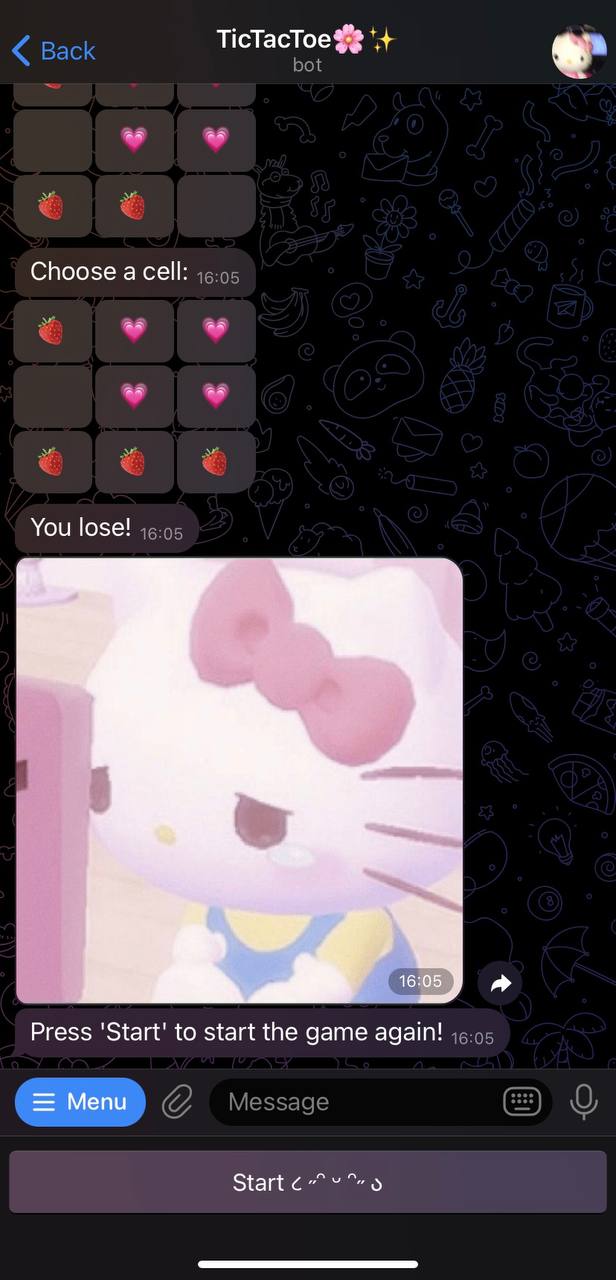 Back
TicTacToe🌸✨
bot
Choose a cell: 16:05
You lose! 16:05
16:05
Press 'Start' to start the game again! 16:05
Menu
Message
Start ૮ ˶ᵔ ᵕ ᵔ˶ ა